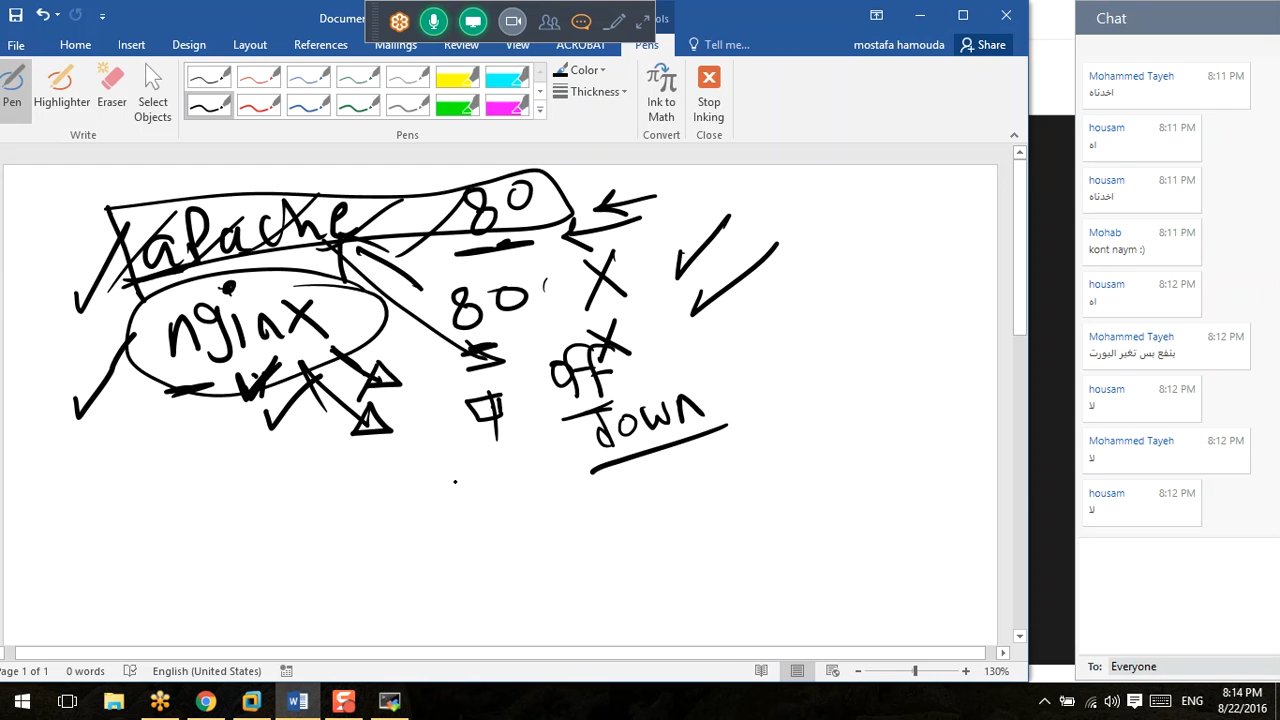 Documen
ols
File
Home
Insert
Design
Layout
References
Mailings
Review
View
ACROBAT
Pens
Tell me...
mostafa hamouda
Share
Pen
Highlighter
Eraser
Select Objects
Color
Thickness
Ink to Math
Stop Inking
Write
Pens
Convert
Close
apache 80
nginx 80
off
down
Chat
Mohammed Tayeh 8:11 PM
اخدناه
housam 8:11 PM
اه
housam 8:11 PM
اخدناه
Mohab 8:11 PM
kont naym :)
housam 8:11 PM
اه
Mohammed Tayeh 8:12 PM
بنفع بس تغير البورت
housam 8:12 PM
لا
Mohammed Tayeh 8:12 PM
لا
housam 8:12 PM
لا
To: Everyone
Page 1 of 1
0 words
English (United States)
130%
ENG
8:14 PM
8/22/2016